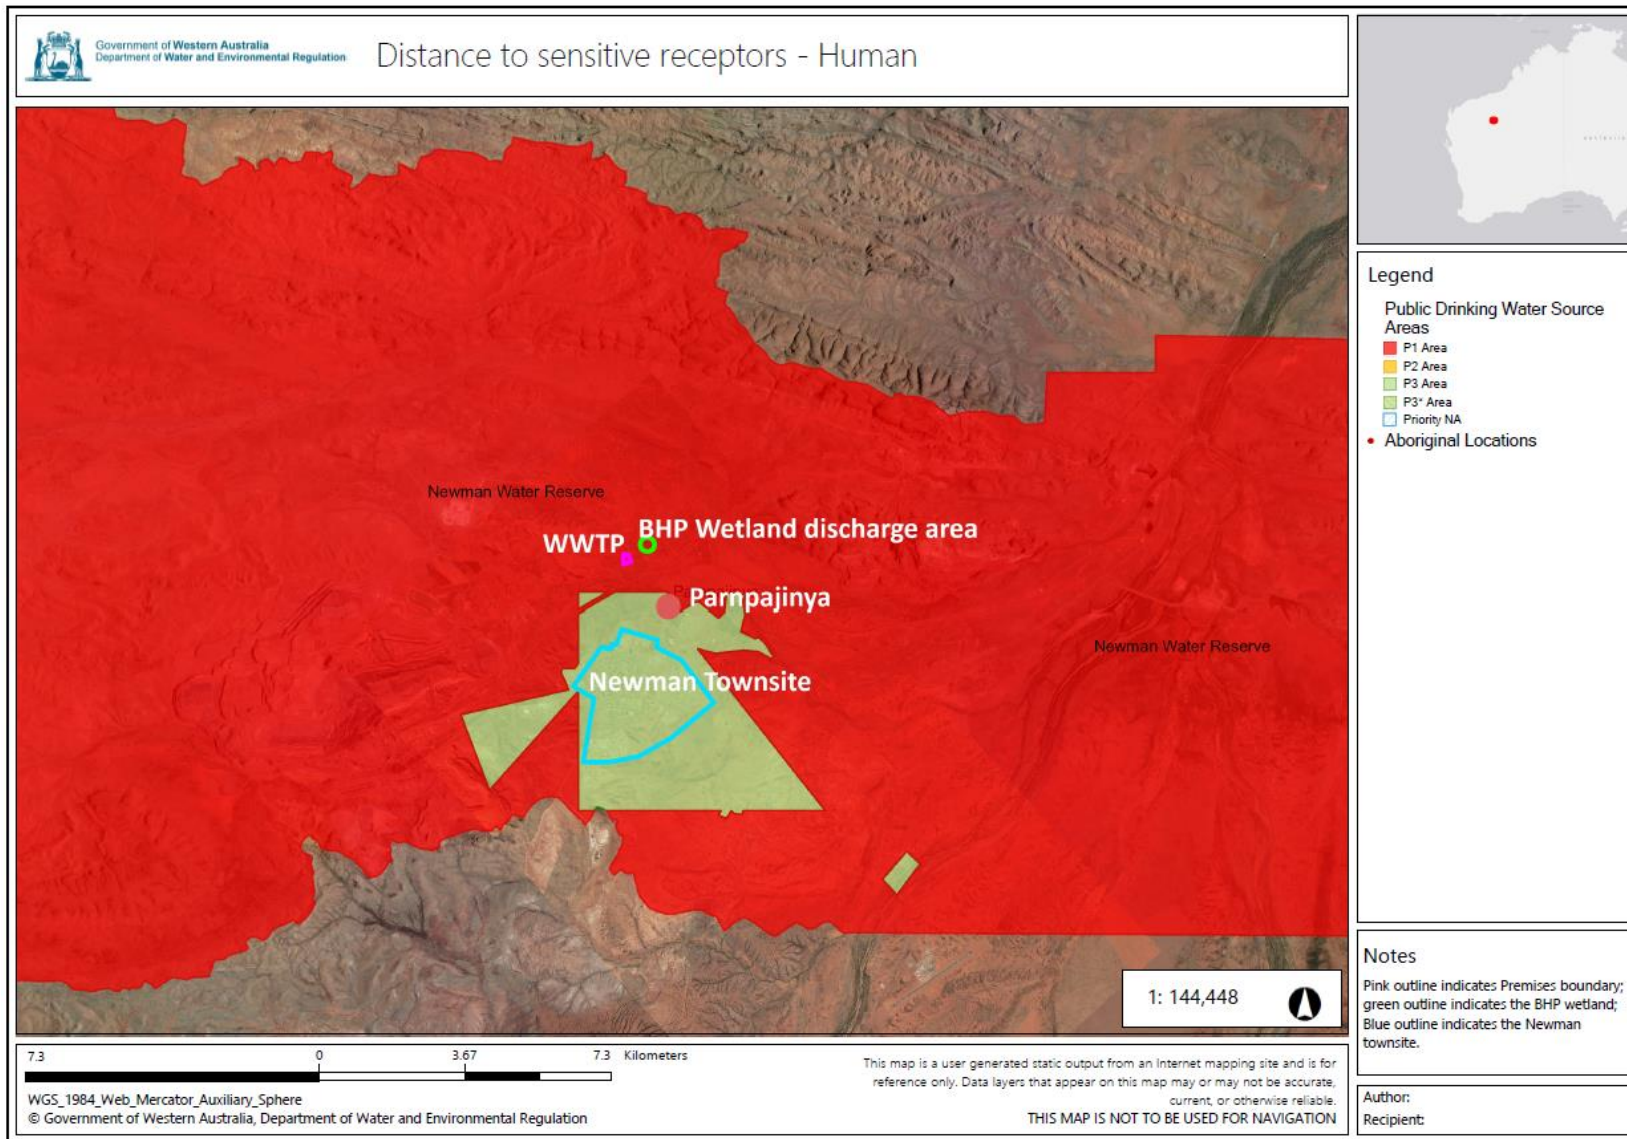 Government of Western Australia
Department of Water and Environmental Regulation
Distance to sensitive receptors - Human
Newman Water Reserve
BHP Wetland discharge area
WWTP
Parnpajinya
Newman Water Reserve
Newman Townsite
1: 144,448
Legend
Public Drinking Water Source
Areas
P1 Area
P2 Area
P3 Area
P3* Area
Priority NA
Aboriginal Locations
Notes
Pink outline indicates Premises boundary;
green outline indicates the BHP wetland;
Blue outline indicates the Newman
townsite.
7.3 0 3.67 7.3 Kilometers
WGS_1984_Web_Mercator_Auxiliary_Sphere
© Government of Western Australia, Department of Water and Environmental Regulation
This map is a user generated static output from an Internet mapping site and is for
reference only. Data layers that appear on this map may or may not be accurate,
current, or otherwise reliable.
THIS MAP IS NOT TO BE USED FOR NAVIGATION
Author:
Recipient: